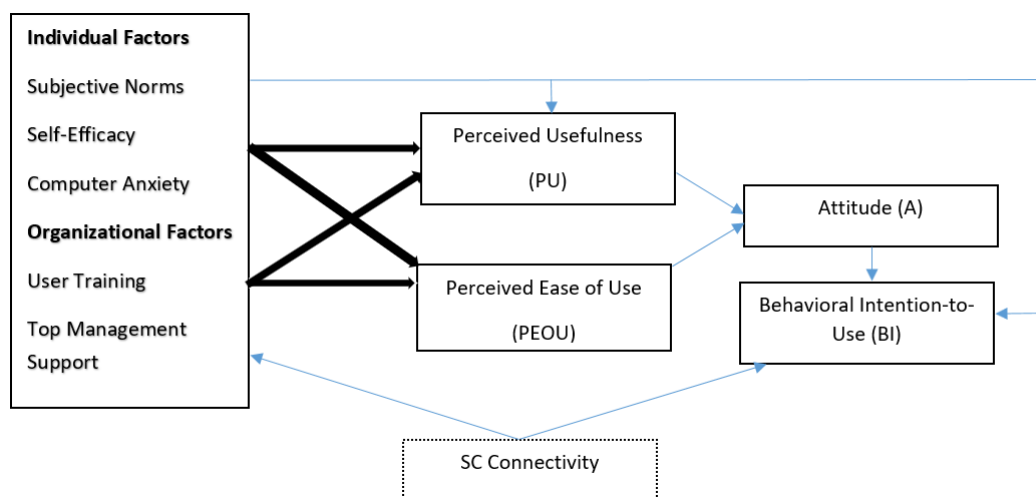 Individual Factors
Subjective Norms
Self-Efficacy
Computer Anxiety
Organizational Factors
User Training
Top Management
Support
Perceived Usefulness
(PU)
Perceived Ease of Use
(PEOU)
Attitude (A)
Behavioral Intention-to-
Use (BI)
SC Connectivity